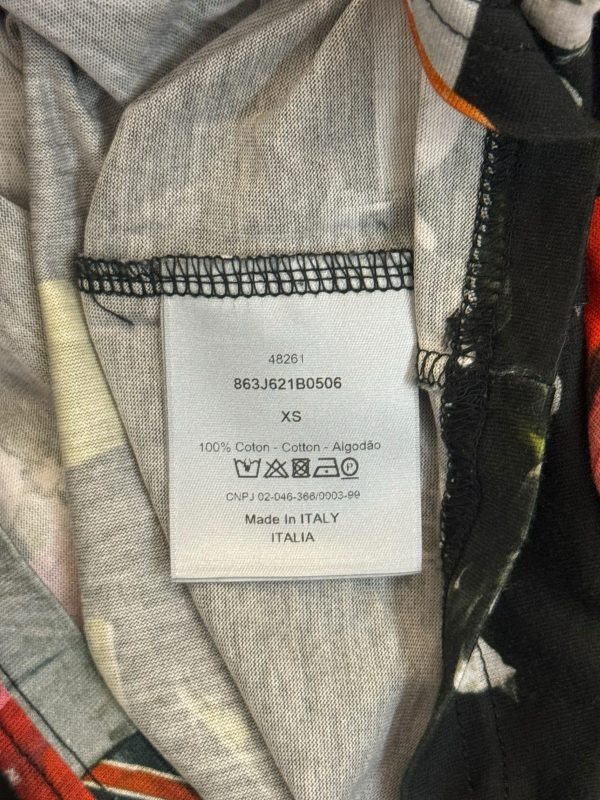 48261
863J621B0506
XS
100% Coton - Cotton - Algodão
CNPJ 02-046-366/0003-99
Made In ITALY
ITALIA